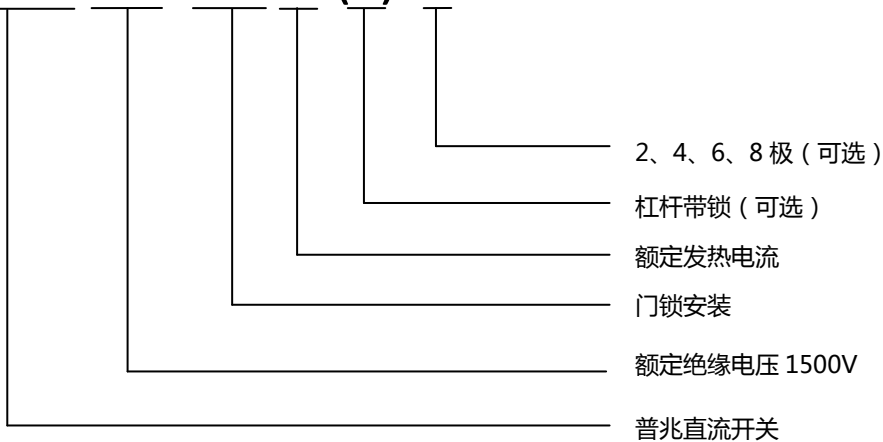 2、4、6、8 极（可选）
杠杆带锁（可选）
额定发热电流
门锁安装
额定绝缘电压 1500V
普兆直流开关